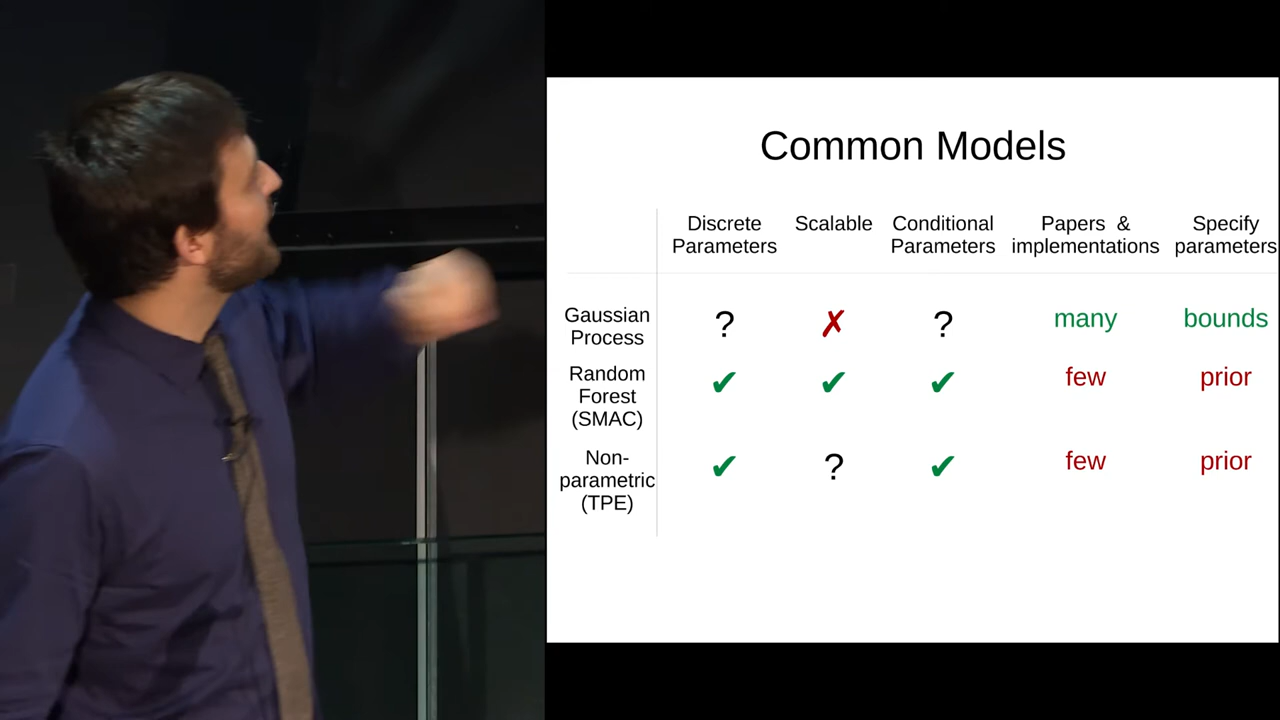 Common Models
Discrete Parameters
Scalable
Conditional Parameters
Papers & implementations
Specify parameters
Gaussian Process ? ✗ ? many bounds
Random Forest (SMAC) ✔ ✔ ✔ few prior
Non-parametric (TPE) ✔ ? ✔ few prior